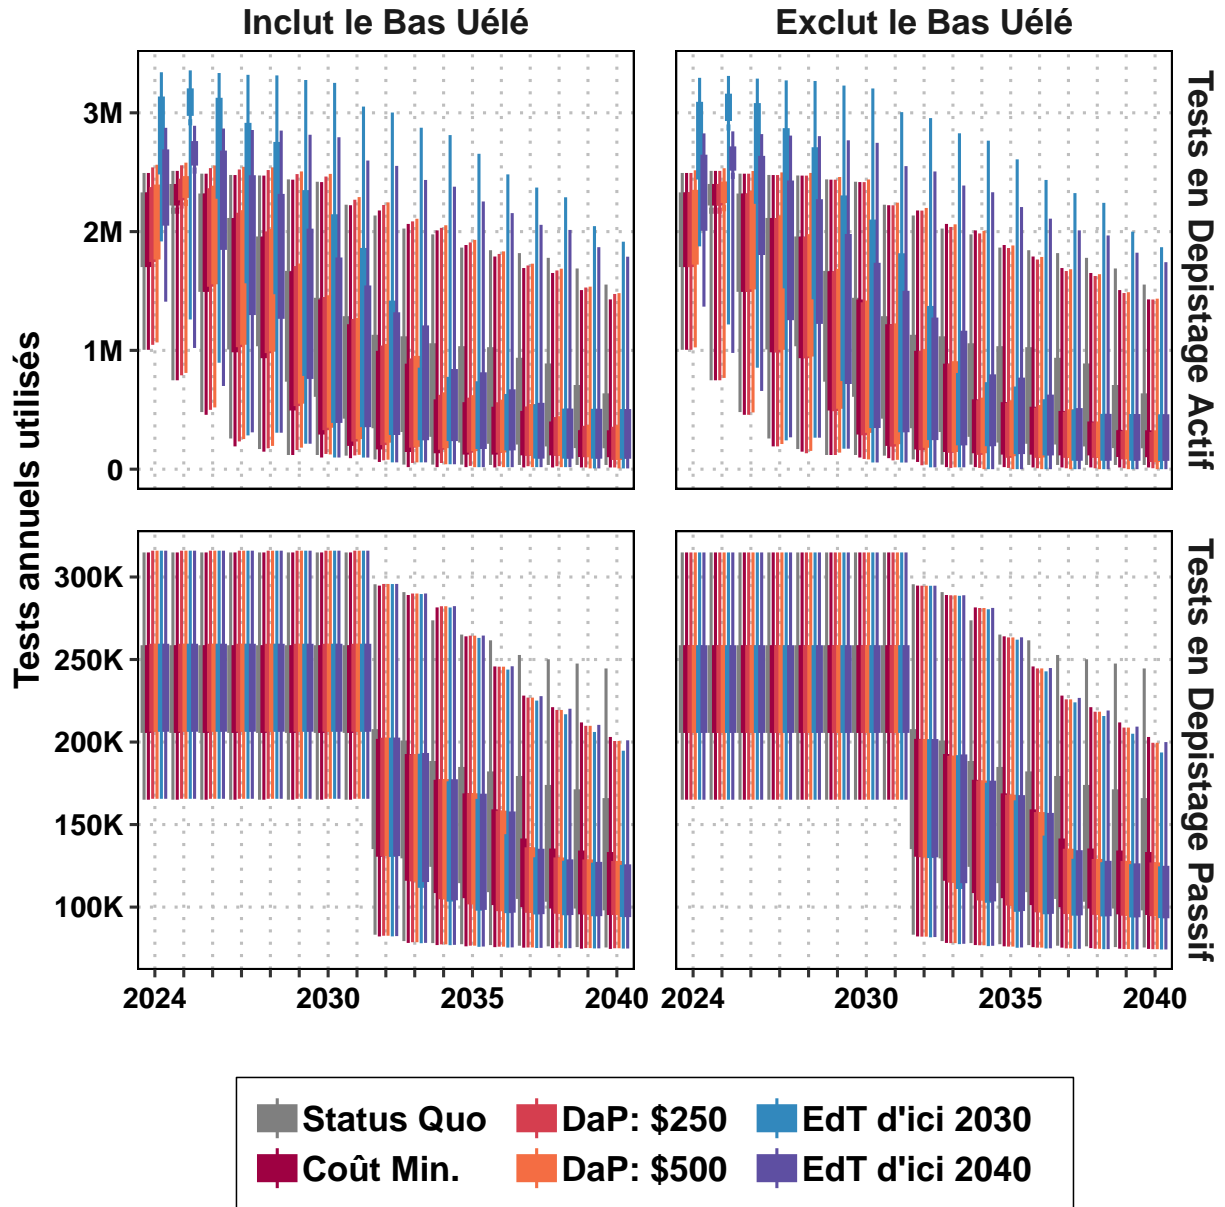 Inclut le Bas Uélé
Exclut le Bas Uélé
Tests annuels utilisés
3M
2M
1M
0
Tests en Depistage Actif
300K
250K
200K
150K
100K
Tests en Depistage Passif
2024 2030 2035 2040
2024 2030 2035 2040
Status Quo DaP: $250 EdT d'ici 2030
Coût Min. DaP: $500 EdT d'ici 2040